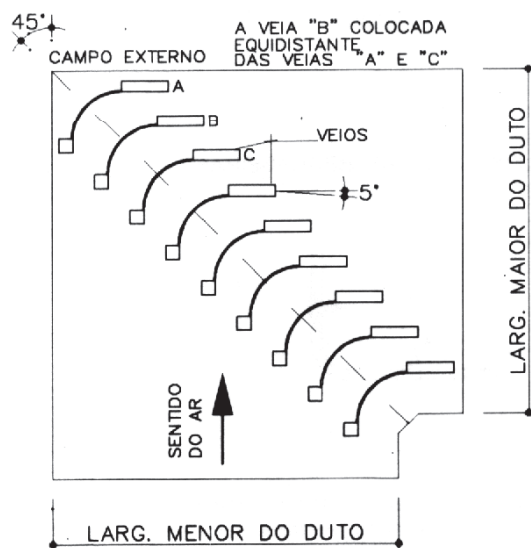 45°
CAMPO EXTERNO
A VEIA "B" COLOCADA
EQUIDISTANTE
DAS VEIAS "A" E "C"
A
B
C
VEIOS
5°
LARG. MAIOR DO DUTO
SENTIDO
DO AR
LARG. MENOR DO DUTO